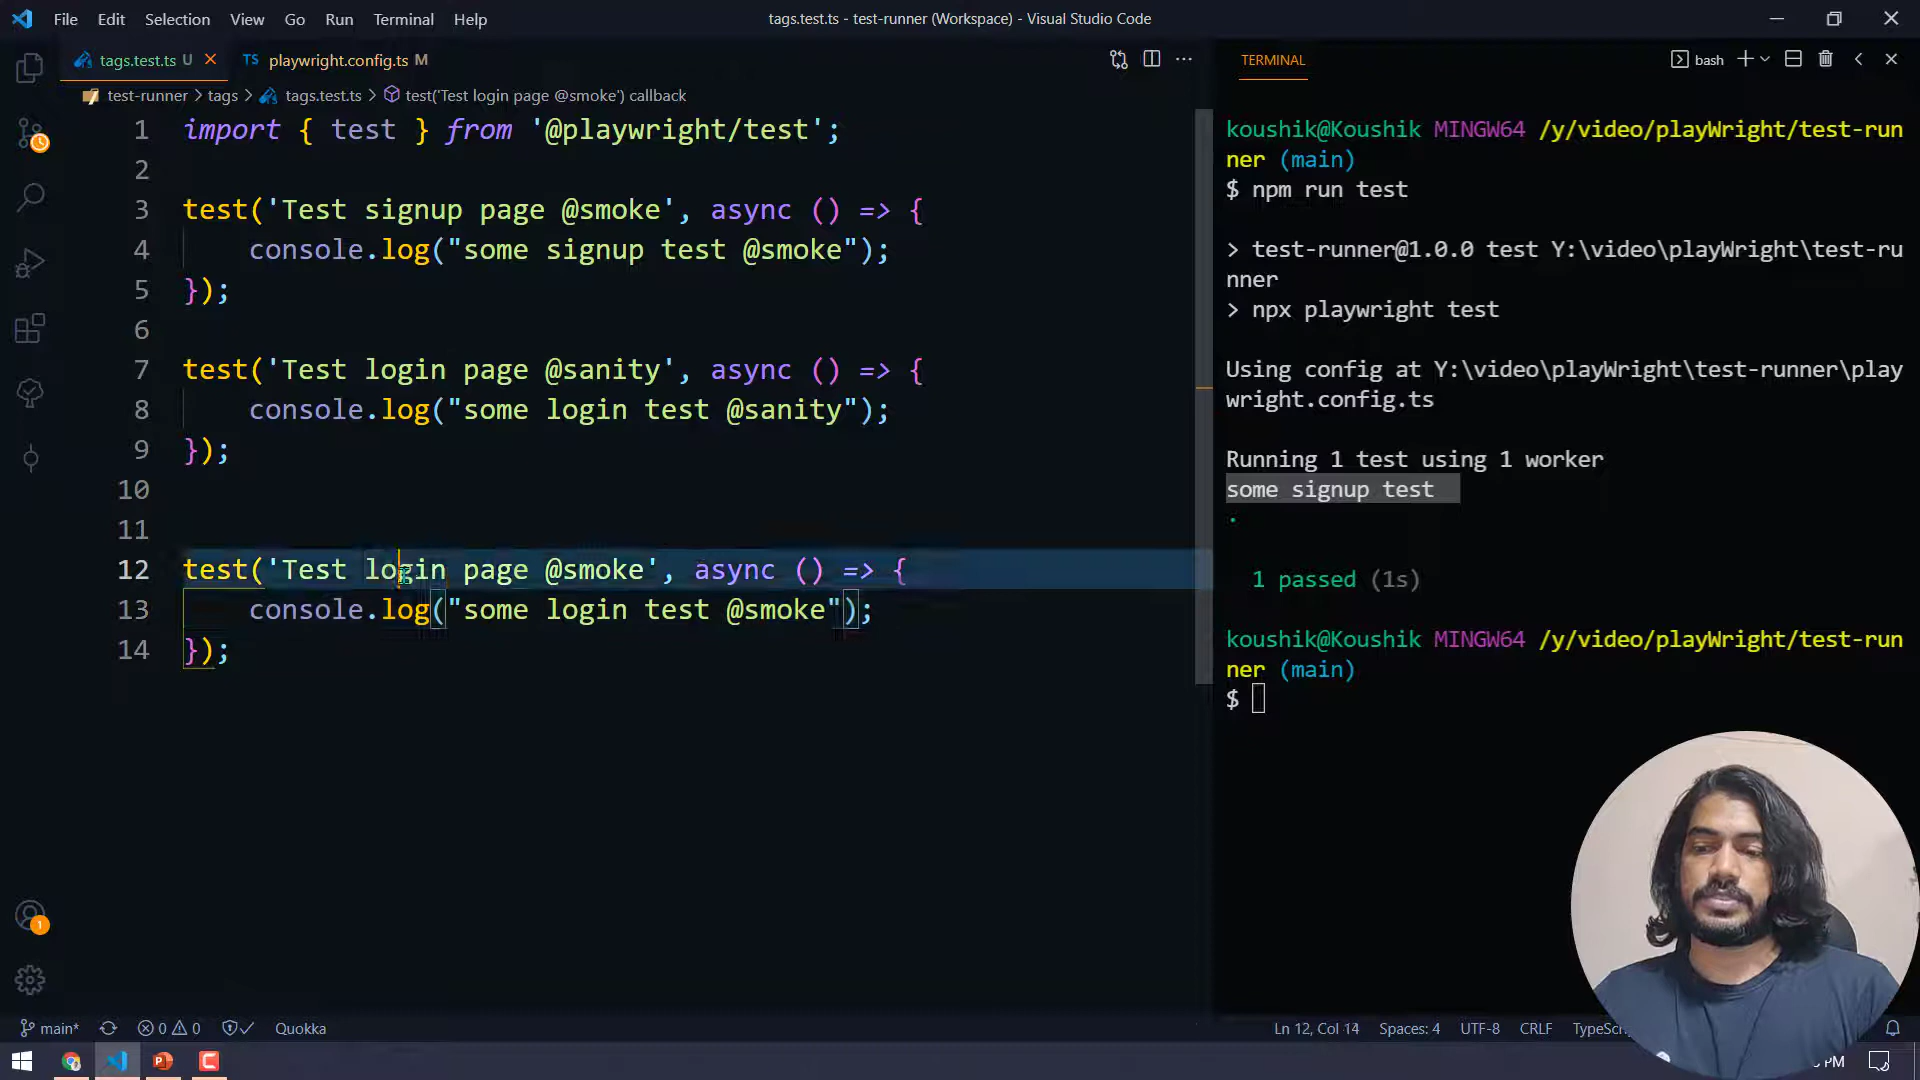 File Edit Selection View Go Run Terminal Help
tags.test.ts - test-runner (Workspace) - Visual Studio Code
tags.test.ts U
TS playwright.config.ts M
test-runner > tags > tags.test.ts > test('Test login page @smoke') callback
1 import { test } from '@playwright/test';
2
3 test('Test signup page @smoke', async () => {
4 console.log("some signup test @smoke");
5 });
6
7 test('Test login page @sanity', async () => {
8 console.log("some login test @sanity");
9 });
10
11
12 test('Test login page @smoke', async () => {
13 console.log("some login test @smoke");
14 });
TERMINAL
bash
koushik@Koushik MINGW64 /y/video/playWright/test-run
ner (main)
$ npm run test
> test-runner@1.0.0 test Y:\video\playWright\test-ru
nner
> npx playwright test
Using config at Y:\video\playWright\test-runner\play
wright.config.ts
Running 1 test using 1 worker
some signup test
1 passed (1s)
koushik@Koushik MINGW64 /y/video/playWright/test-run
ner (main)
$
1
main* 0 0 Quokka
Ln 12, Col 14 Spaces: 4 UTF-8 CRLF
PM